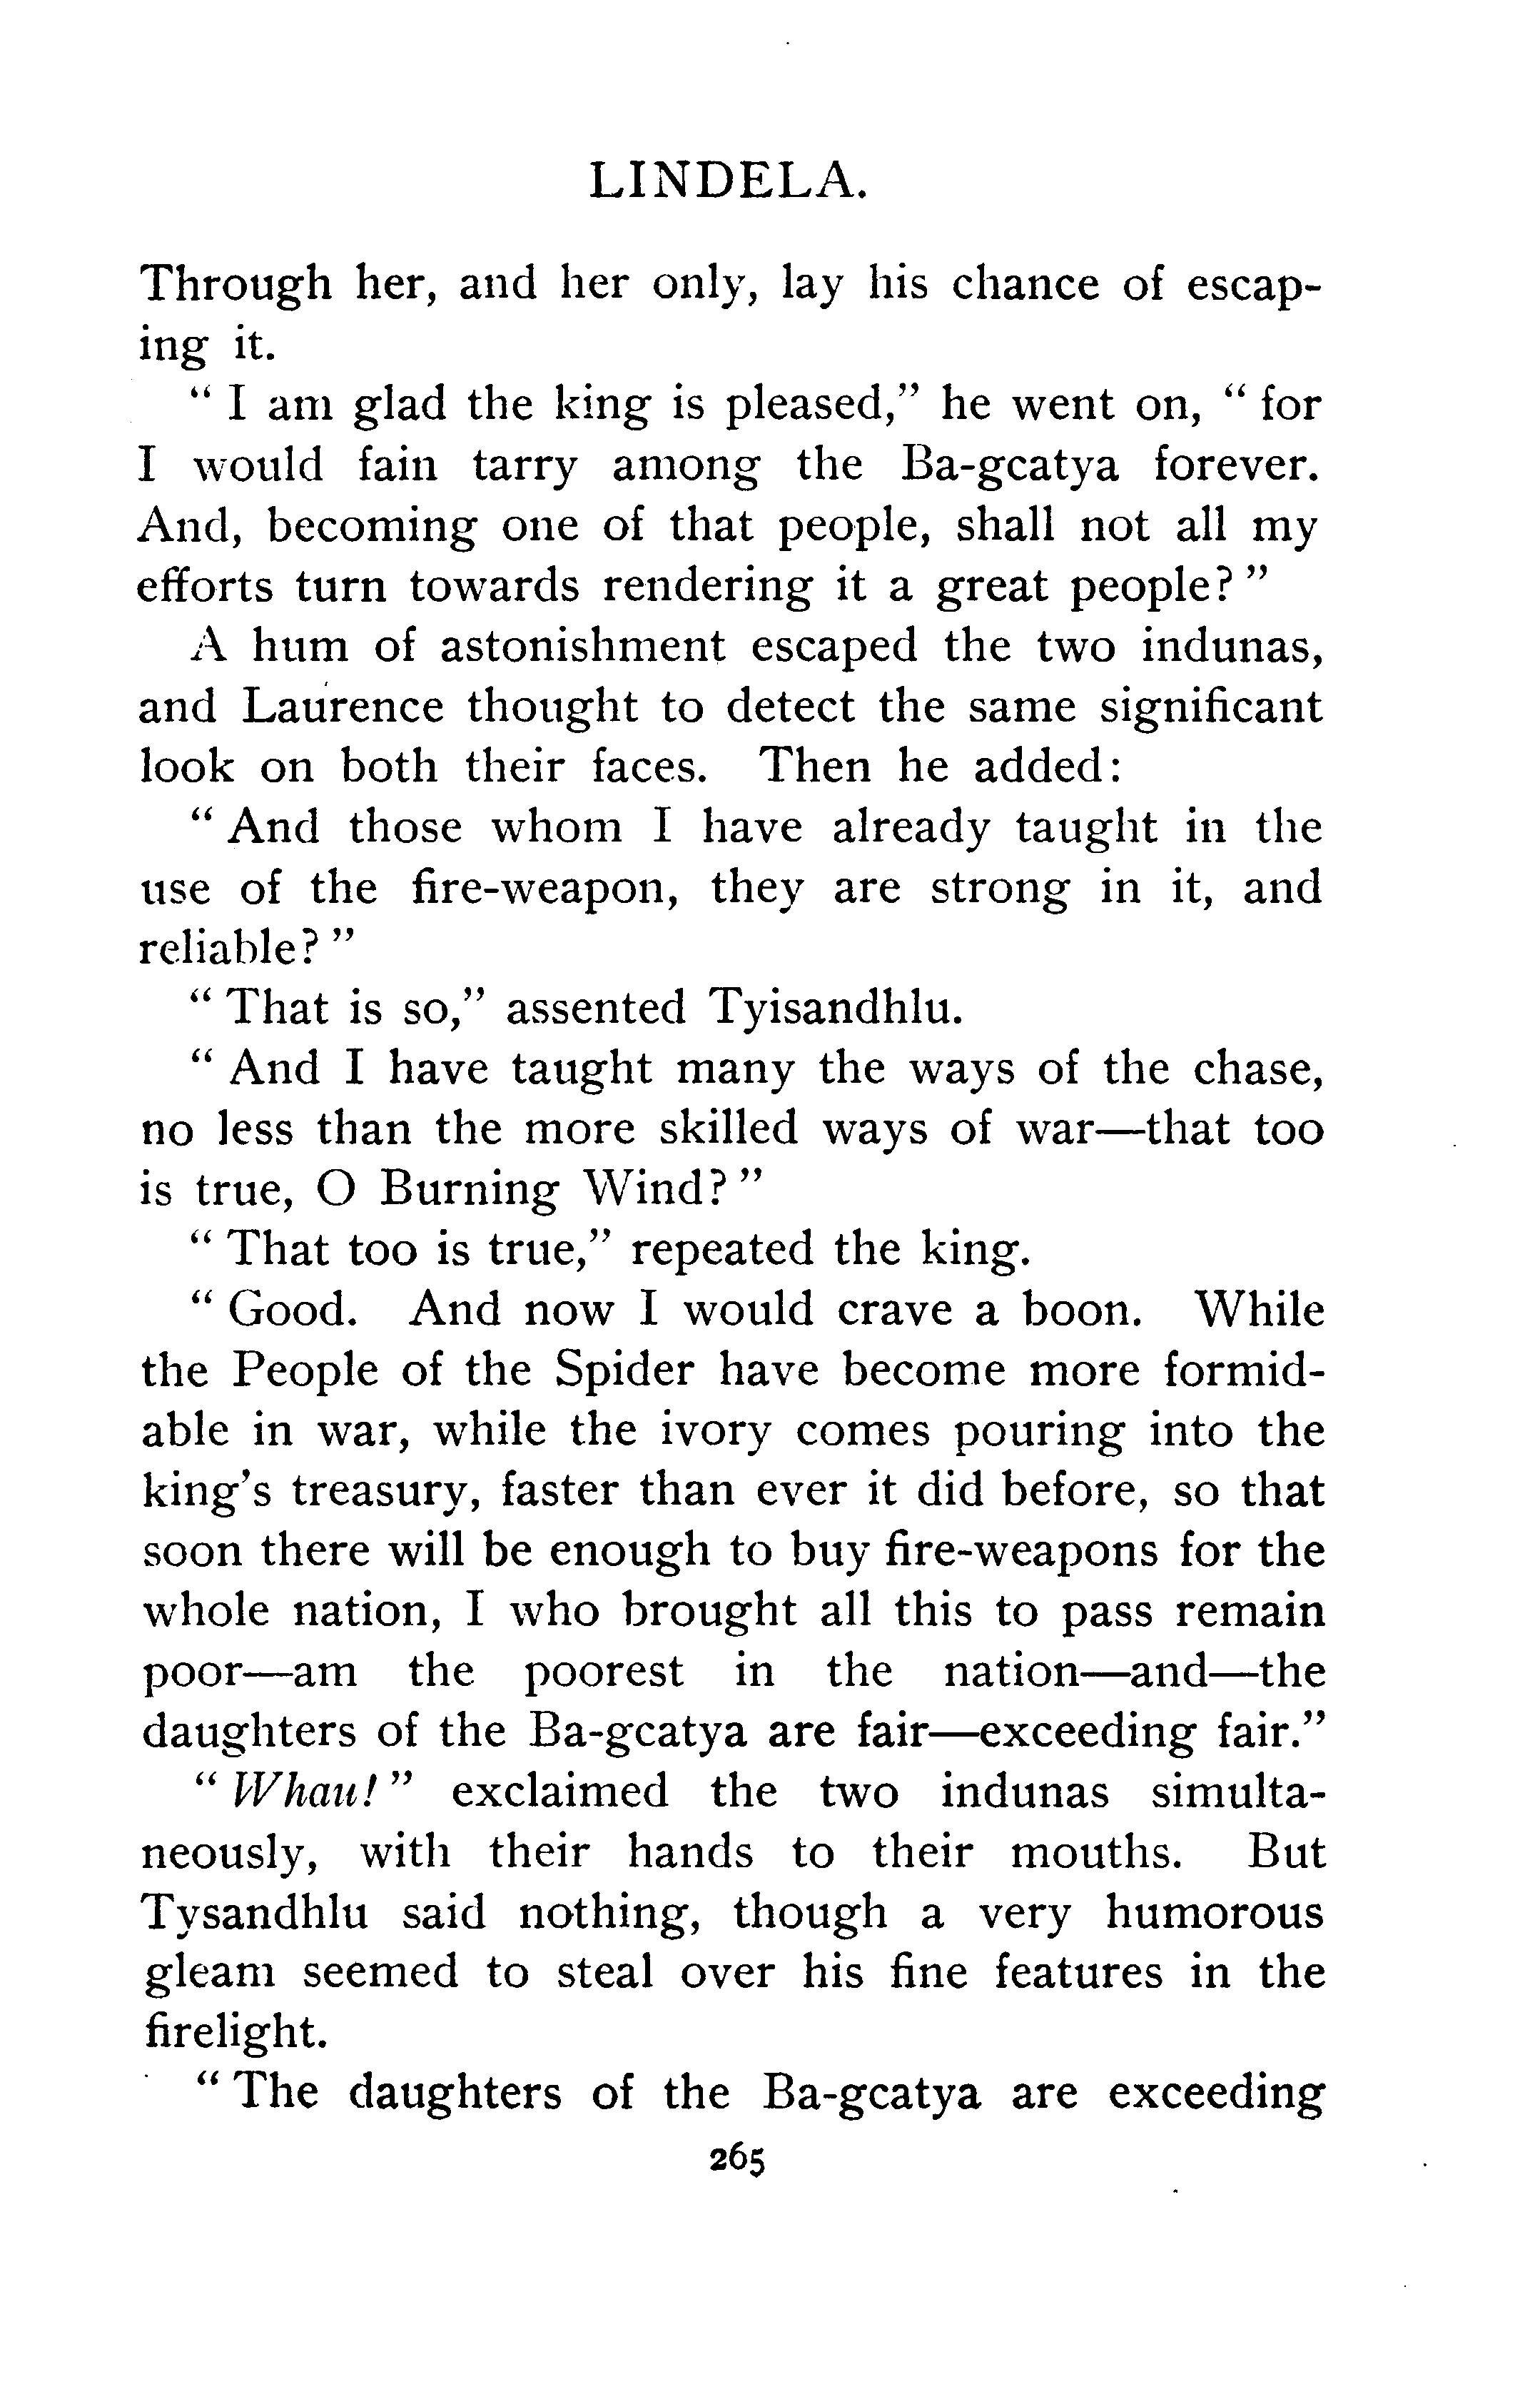 LINDELA.
Through her, and her only, lay his chance of escap-
ing it.
" I am glad the king is pleased," he went on, " for
I would fain tarry among the Ba-gcatya forever.
And, becoming one of that people, shall not all my
efforts turn towards rendering it a great people? "
A hum of astonishment escaped the two indunas,
and Laurence thought to detect the same significant
look on both their faces. Then he added:
" And those whom I have already taught in the
use of the fire-weapon, they are strong in it, and
reliable? "
" That is so," assented Tyisandhlu.
" And I have taught many the ways of the chase,
no less than the more skilled ways of war—that too
is true, O Burning Wind? "
" That too is true," repeated the king.
" Good. And now I would crave a boon. While
the People of the Spider have become more formid-
able in war, while the ivory comes pouring into the
king's treasury, faster than ever it did before, so that
soon there will be enough to buy fire-weapons for the
whole nation, I who brought all this to pass remain
poor—am the poorest in the nation—and—the
daughters of the Ba-gcatya are fair—exceeding fair."
" Whau! " exclaimed the two indunas simulta-
neously, with their hands to their mouths. But
Tysandhlu said nothing, though a very humorous
gleam seemed to steal over his fine features in the
firelight.
" The daughters of the Ba-gcatya are exceeding
265